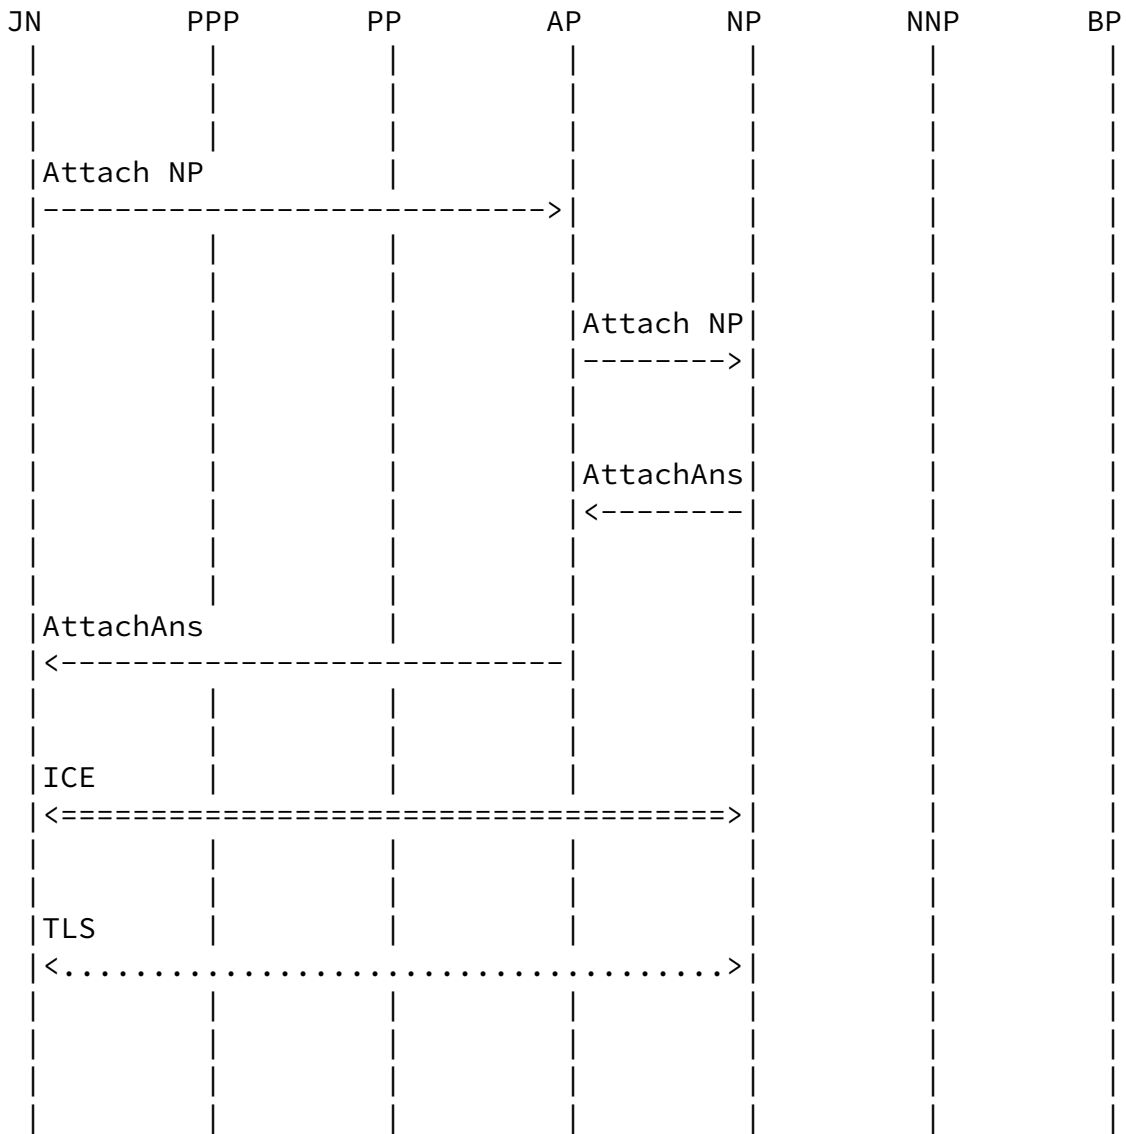 JN PPP PP AP NP NNP BP
Attach NP
Attach NP
AttachAns
AttachAns
ICE
TLS